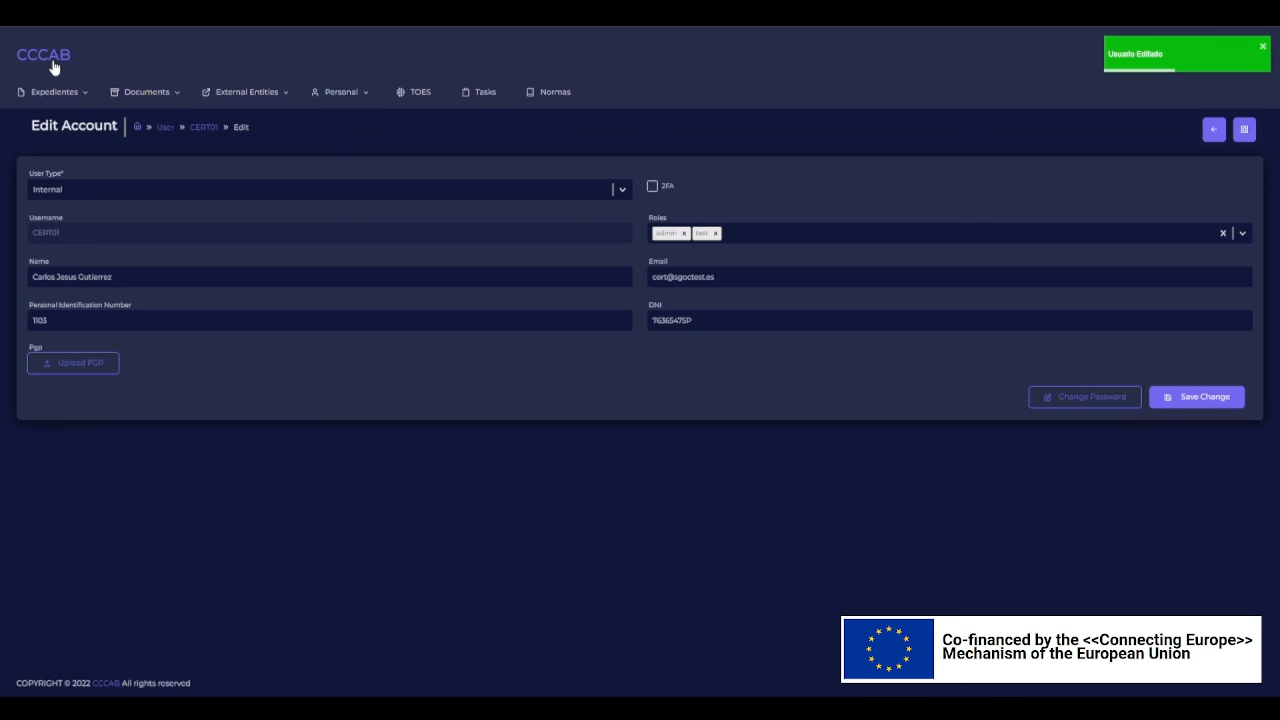 CCCAB
Usuario Editado
Expedientes
Documents
External Entities
Personal
TOES
Tasks
Normas
Edit Account
» User » CERT01 » Edit
User Type*
Internal
2FA
Username
CERT01
Roles
admin x test x
Name
Carlos Jesus Gutierrez
Email
cert@sgoctest.es
Personal Identification Number
1103
DNI
76365475P
Pgp
Upload PGP
Change Password
Save Change
Co-financed by the <<Connecting Europe>>
Mechanism of the European Union
COPYRIGHT © 2022 CCCAB All rights reserved